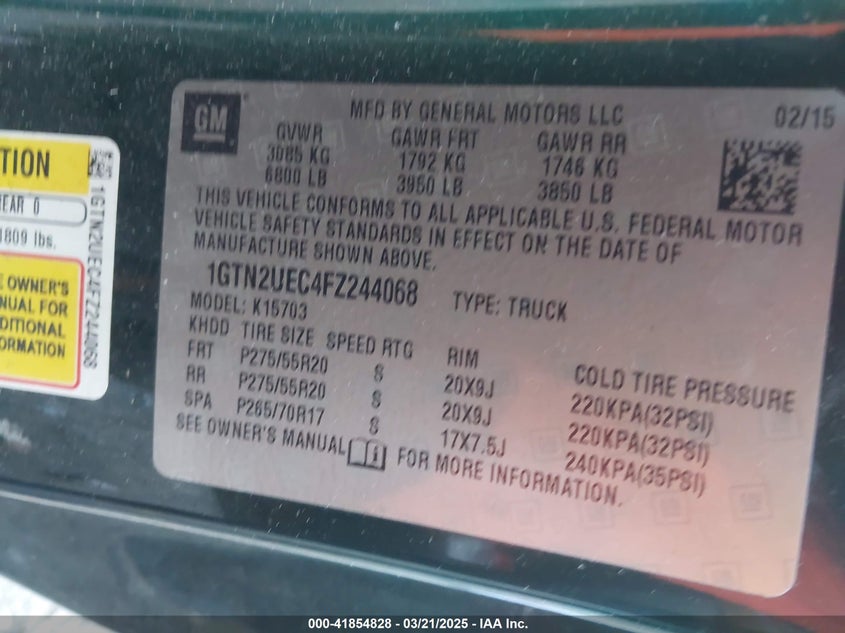 GM
MFD BY GENERAL MOTORS LLC 02/15
GVWR GAWR FRT GAWR RR
3085 KG 1792 KG 1746 KG
6800 LB 3950 LB 3850 LB
THIS VEHICLE CONFORMS TO ALL APPLICABLE U.S. FEDERAL MOTOR
VEHICLE SAFETY STANDARDS IN EFFECT ON THE DATE OF
MANUFACTURE SHOWN ABOVE.
1GTN2UEC4FZ244068 TYPE: TRUCK
MODEL: K15703
KHDD TIRE SIZE SPEED RTG RIM COLD TIRE PRESSURE
FRT P275/55R20 S 20X9J 220KPA(32PSI)
RR P275/55R20 S 20X9J 220KPA(32PSI)
SPA P265/70R17 S 17X7.5J 240KPA(35PSI)
SEE OWNER'S MANUAL FOR MORE INFORMATION.
TION
REAR 0
1809 lbs.
E OWNER'S
NUAL FOR
DITIONAL
FORMATION
1GTN2UEC4FZ244068
000-41854828 - 03/21/2025 - IAA Inc.